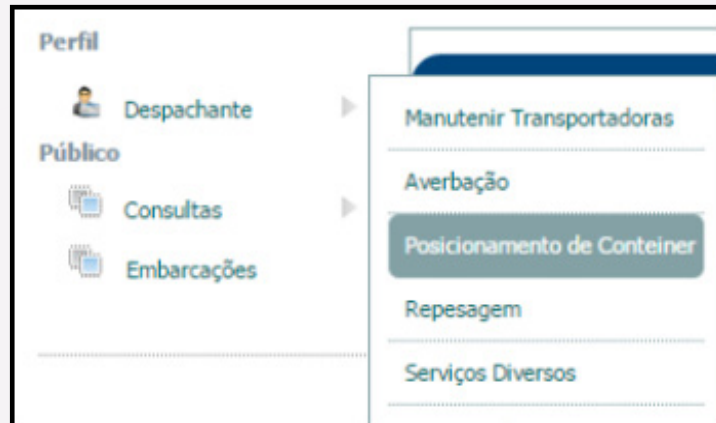 Perfil
Despachante
Público
Consultas
Embarcações
Manutenir Transportadoras
Averbação
Posicionamento de Conteiner
Repesagem
Serviços Diversos